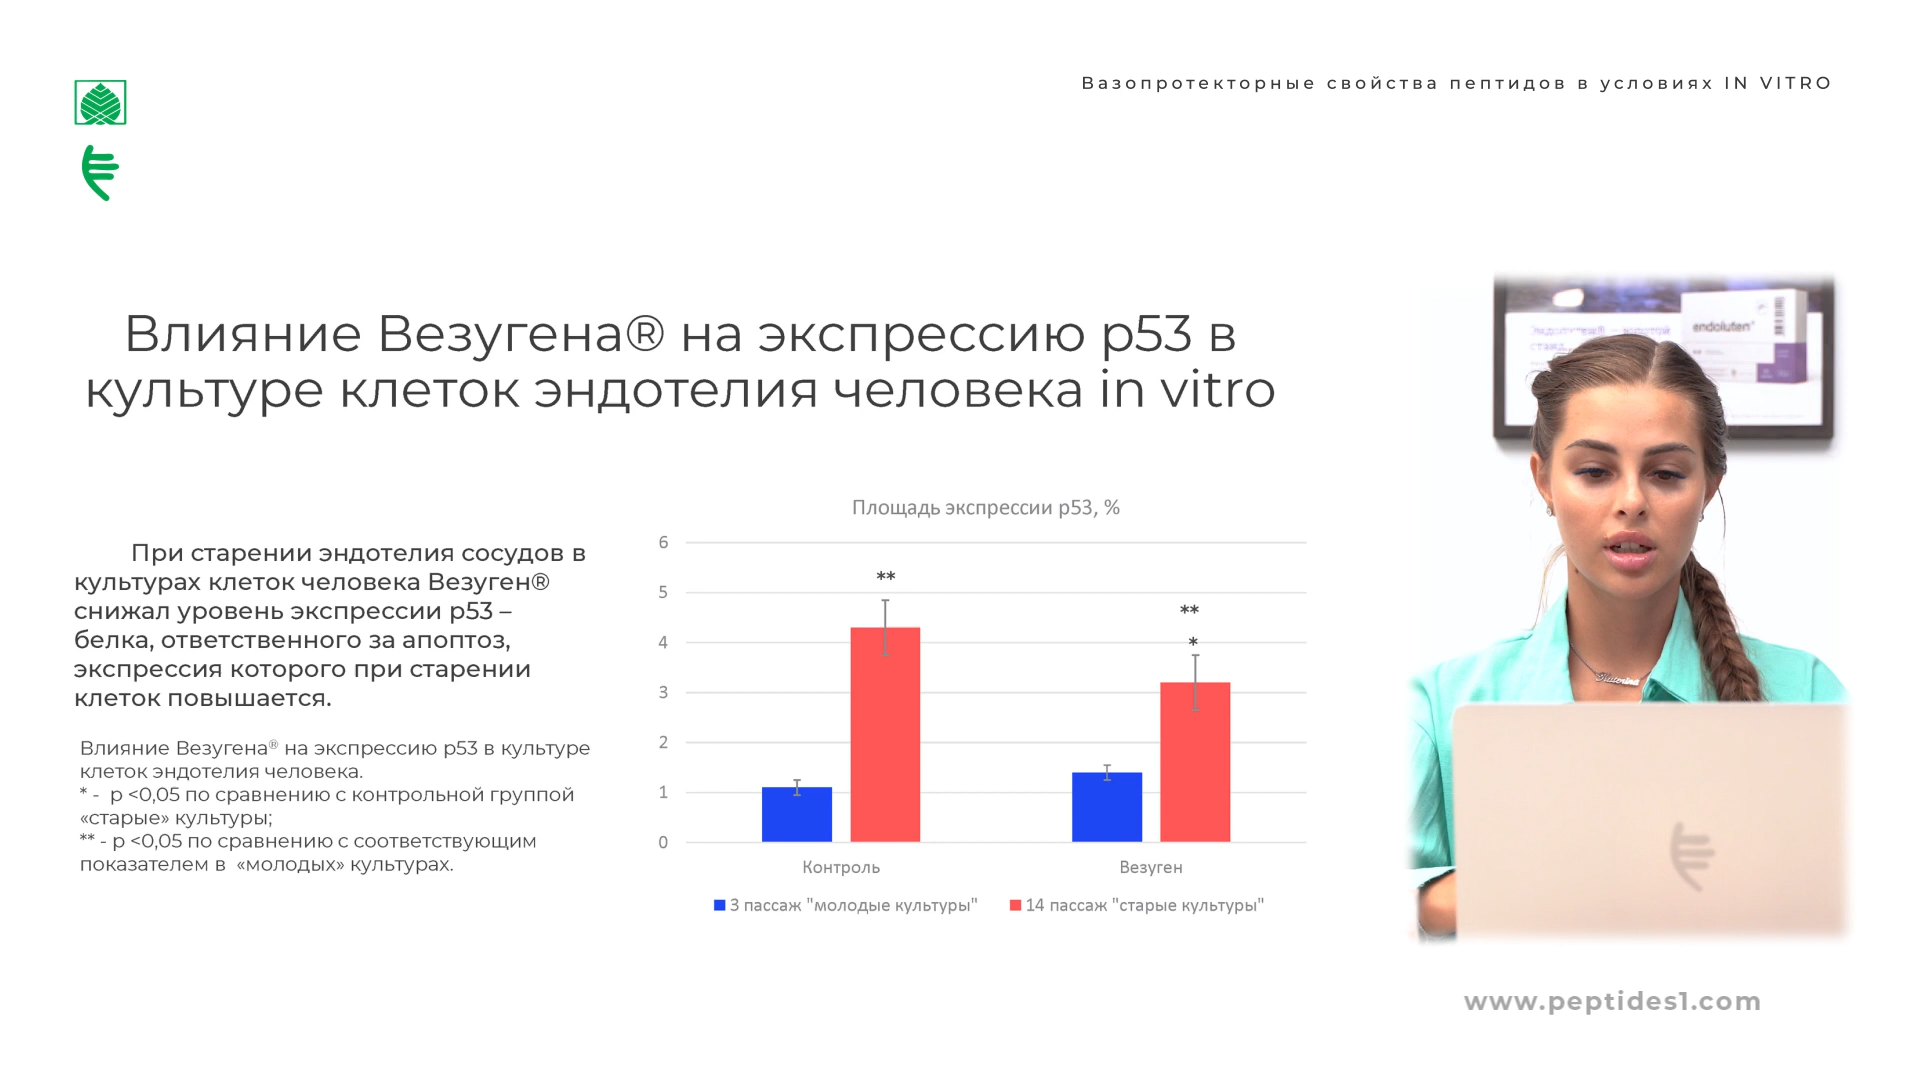 Вазопротекторные свойства пептидов в условиях IN VITRO
Влияние Везугена® на экспрессию р53 в
культуре клеток эндотелия человека in vitro
При старении эндотелия сосудов в
культурах клеток человека Везуген®
снижал уровень экспрессии р53 –
белка, ответственного за апоптоз,
экспрессия которого при старении
клеток повышается.
Влияние Везугена® на экспрессию р53 в культуре
клеток эндотелия человека.
* -  р <0,05 по сравнению с контрольной группой
«старые» культуры;
** - р <0,05 по сравнению с соответствующим
показателем в  «молодых» культурах.
Площадь экспрессии р53, %
6
5
4
3
2
1
0
**
**
*
Контроль
Везуген
3 пассаж "молодые культуры"
14 пассаж "старые культуры"
endoluten®
www.peptides1.com